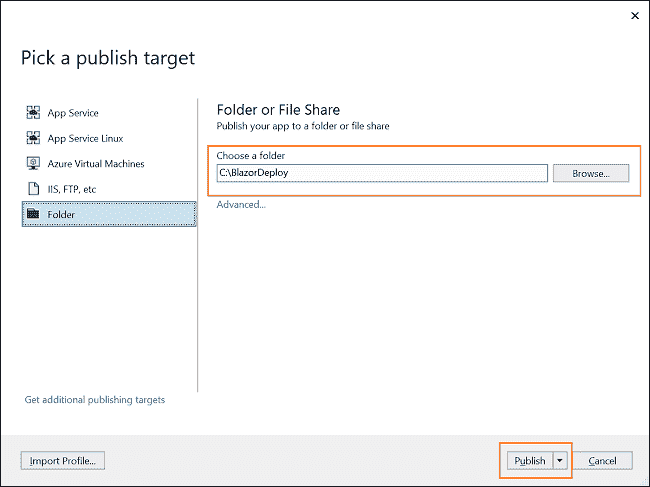 Pick a publish target
App Service
App Service Linux
Azure Virtual Machines
IIS, FTP, etc
Folder
Get additional publishing targets
Folder or File Share
Publish your app to a folder or file share
Choose a folder
C:\BlazorDeploy
Browse...
Advanced...
Import Profile...
Publish
Cancel